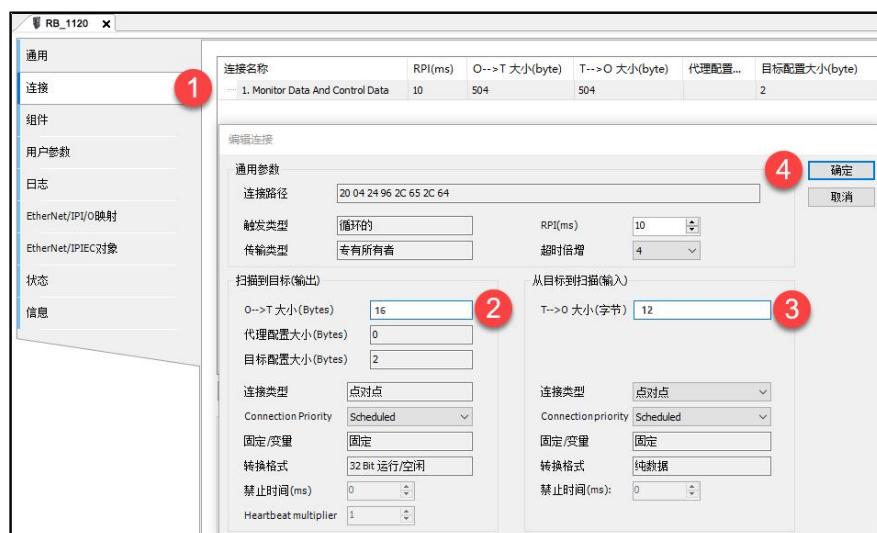 RB_1120 x
通用
连接
组件
用户参数
日志
EtherNet/IPI/O映射
EtherNet/IPIEC对象
状态
信息
1
连接名称 RPI(ms) O-->T 大小(byte) T-->O 大小(byte) 代理配置... 目标配置大小(byte)
1. Monitor Data And Control Data 10 504 504 2
编辑连接
通用参数
4
确定
取消
连接路径 20 04 24 96 2C 65 2C 64
触发类型 循环的 RPI(ms) 10
传输类型 专有所有者 超时倍增 4
扫描到目标(输出)
O-->T 大小(Bytes) 16
2
代理配置大小(Bytes) 0
目标配置大小(Bytes) 2
连接类型 点对点
Connection Priority Scheduled
固定/变量 固定
转换格式 32 Bit 运行/空闲
禁止时间(ms) 0
Heartbeat multiplier 1
从目标到扫描(输入)
T-->O 大小(字节) 12
3
连接类型 点对点
Connection priority Scheduled
固定/变量 固定
转换格式 纯数据
禁止时间(ms): 0